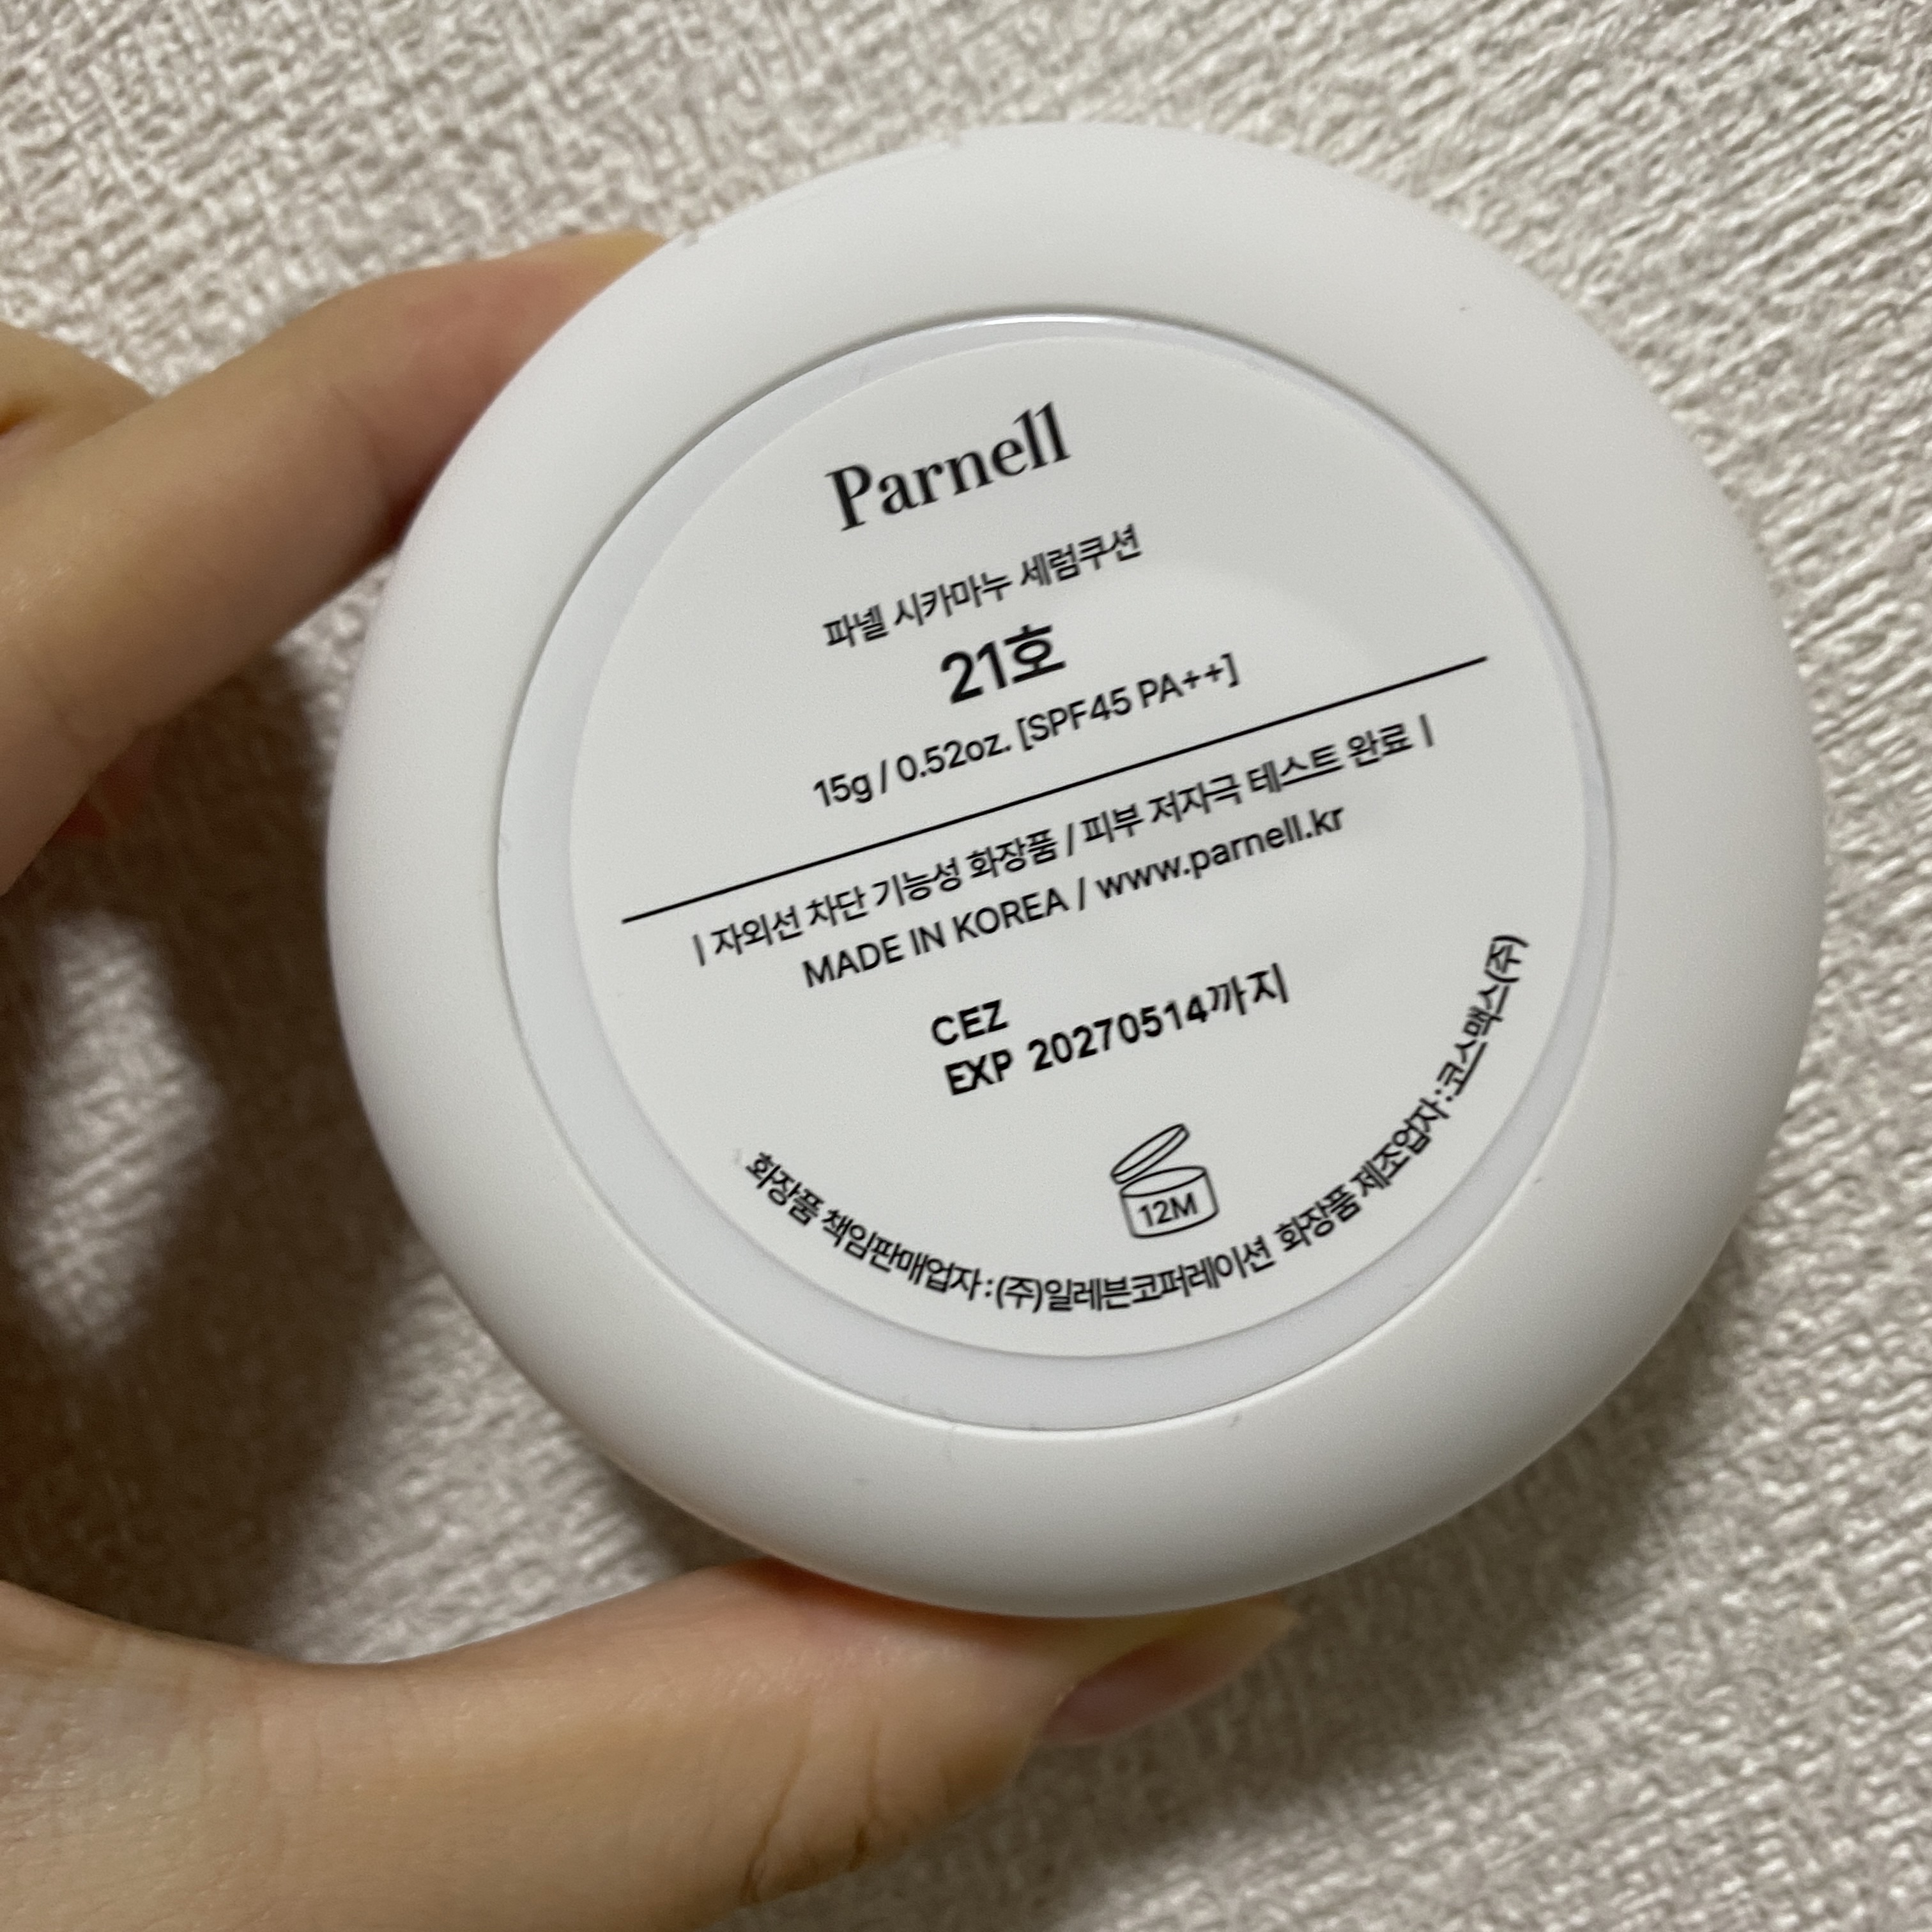 Parnell
파넬 시카마누 세럼쿠션
21호
15g / 0.52oz. [SPF45 PA++]
| 자외선 차단 기능성 화장품 / 피부 저자극 테스트 완료 |
MADE IN KOREA / www.parnell.kr
CEZ
EXP 20270514까지
12M
화장품 책임판매업자 : (주)일레븐코퍼레이션 화장품 제조업자 : 코스맥스(주)